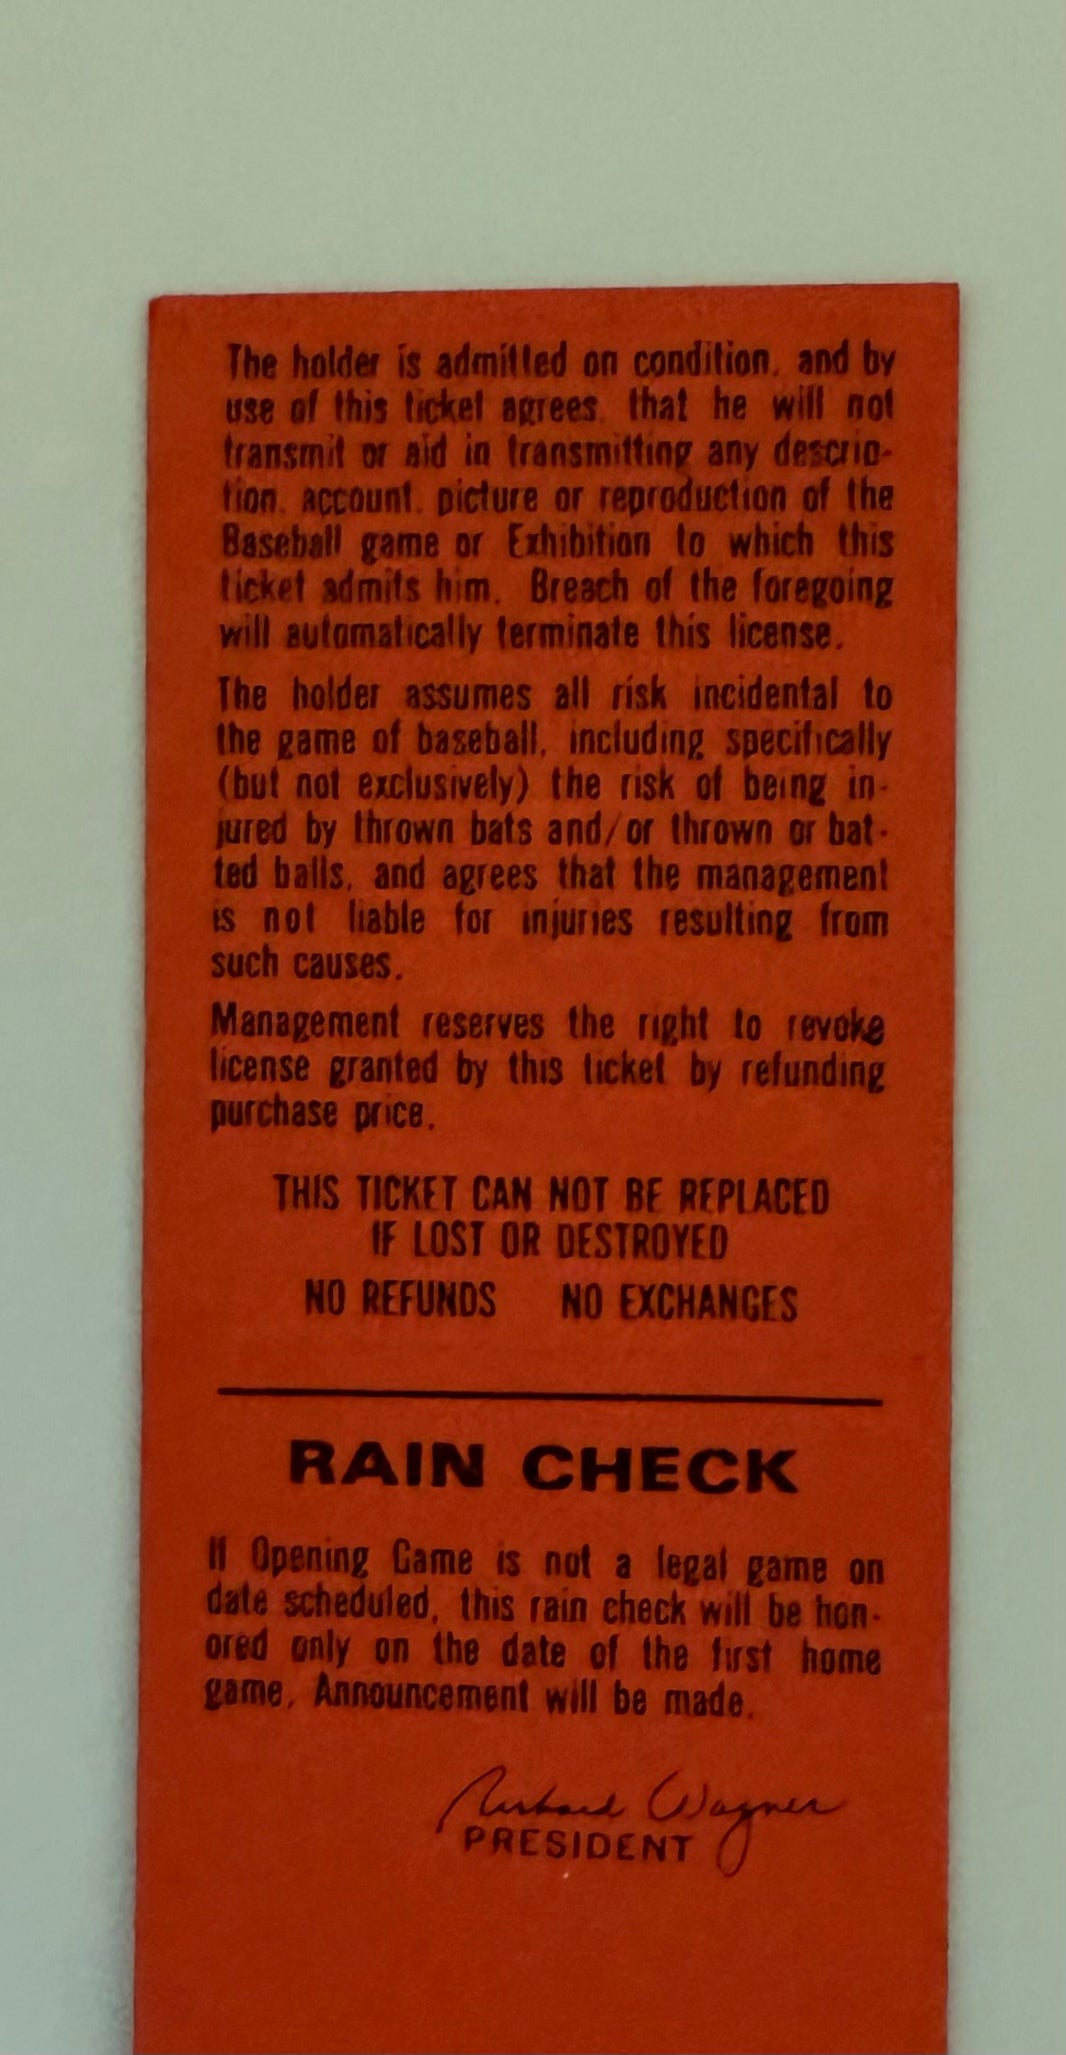 The holder is admitted on condition, and by
use of this ticket agrees, that he will not
transmit or aid in transmitting any descrip-
tion, account, picture or reproduction of the
Baseball game or Exhibition to which this
ticket admits him. Breach of the foregoing
will automatically terminate this license.
The holder assumes all risk incidental to
the game of baseball, including specifically
(but not exclusively) the risk of being in-
jured by thrown bats and/or thrown or bat-
ted balls, and agrees that the management
is not liable for injuries resulting from
such causes.
Management reserves the right to revoke
license granted by this ticket by refunding
purchase price.
THIS TICKET CAN NOT BE REPLACED
IF LOST OR DESTROYED
NO REFUNDS NO EXCHANGES
RAIN CHECK
If Opening Game is not a legal game on
date scheduled, this rain check will be hon-
ored only on the date of the first home
game. Announcement will be made.
Richard Wagner
PRESIDENT